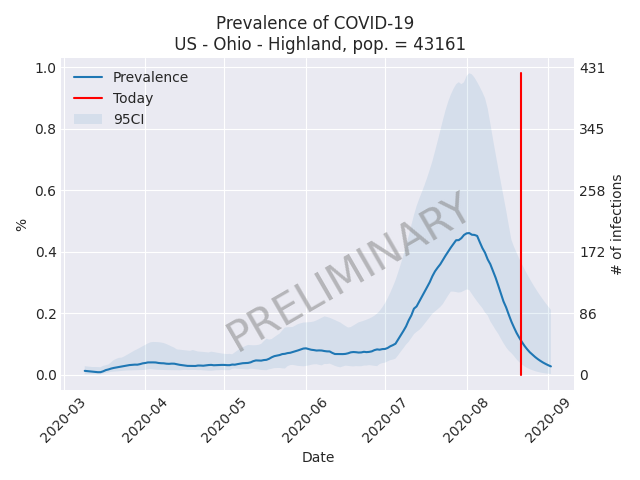 Prevalence of COVID-19
US - Ohio - Highland, pop. = 43161
Prevalence
Today
95CI
PRELIMINARY
%
1.0
0.8
0.6
0.4
0.2
0.0
431
345
258
172
86
0
# of infections
2020-03
2020-04
2020-05
2020-06
2020-07
2020-08
2020-09
Date